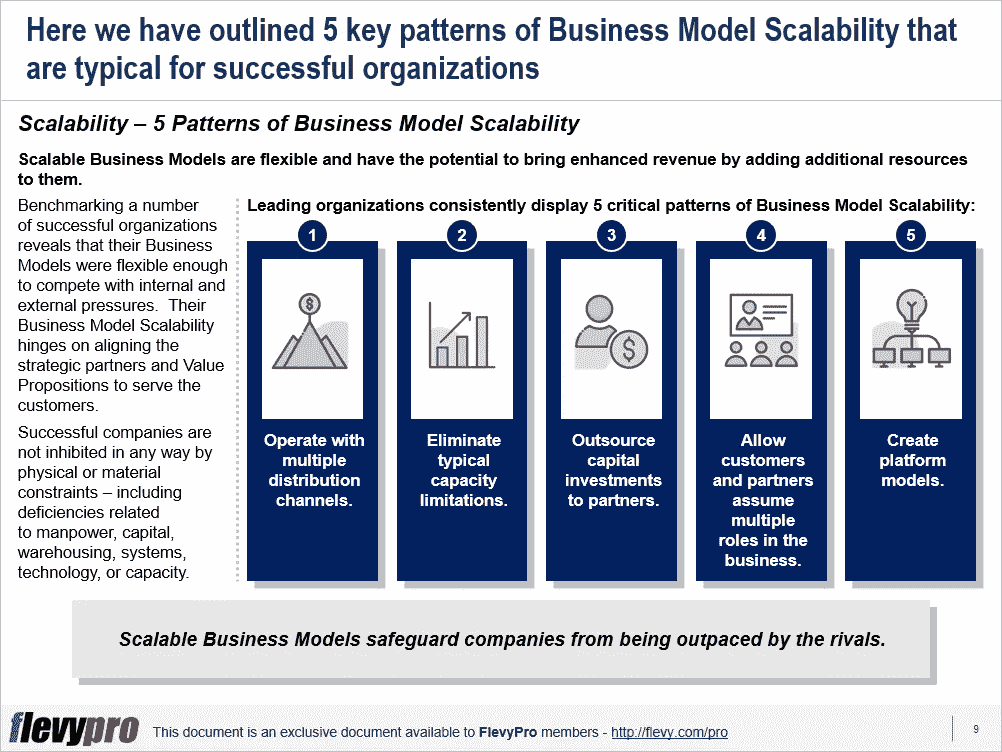 Here we have outlined 5 key patterns of Business Model Scalability that
are typical for successful organizations
Scalability – 5 Patterns of Business Model Scalability
Scalable Business Models are flexible and have the potential to bring enhanced revenue by adding additional resources
to them.
Benchmarking a number
of successful organizations
reveals that their Business
Models were flexible enough
to compete with internal and
external pressures. Their
Business Model Scalability
hinges on aligning the
strategic partners and Value
Propositions to serve the
customers.
Successful companies are
not inhibited in any way by
physical or material
constraints – including
deficiencies related
to manpower, capital,
warehousing, systems,
technology, or capacity.
Leading organizations consistently display 5 critical patterns of Business Model Scalability:
1
$
Operate with
multiple
distribution
channels.
2
Eliminate
typical
capacity
limitations.
3
$
Outsource
capital
investments
to partners.
4
Allow
customers
and partners
assume
multiple
roles in the
business.
5
Create
platform
models.
Scalable Business Models safeguard companies from being outpaced by the rivals.
flevypro
This document is an exclusive document available to FlevyPro members - http://flevy.com/pro
9